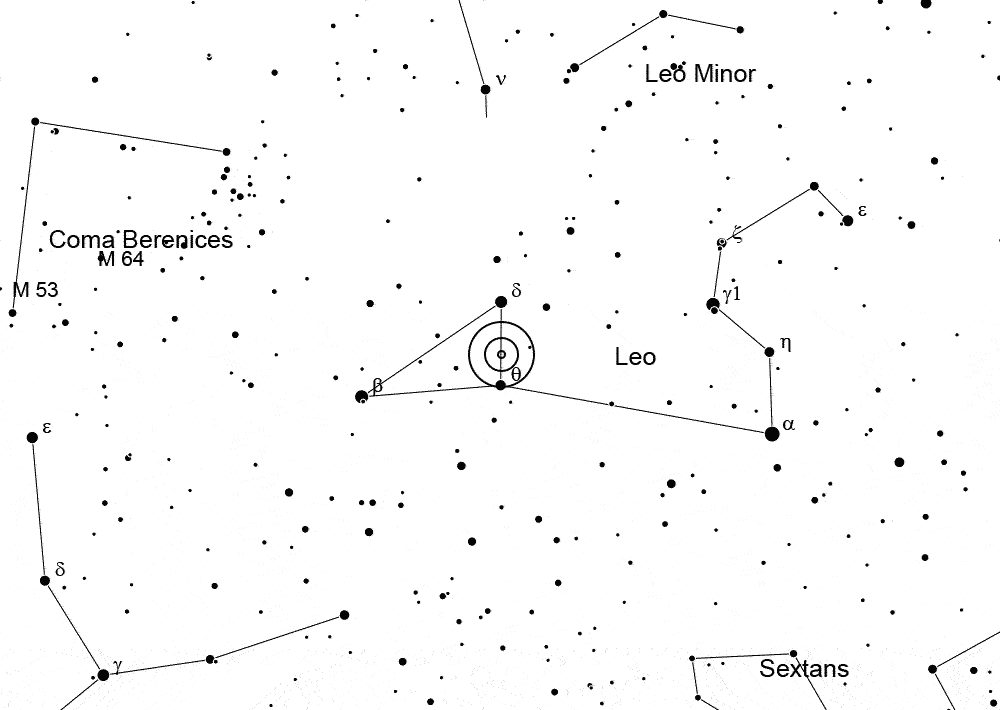 ν
Leo Minor
ε
ζ
Coma Berenices
M 64
M 53
δ
γ1
η
Leo
θ
β
α
ε
δ
γ
Sextans